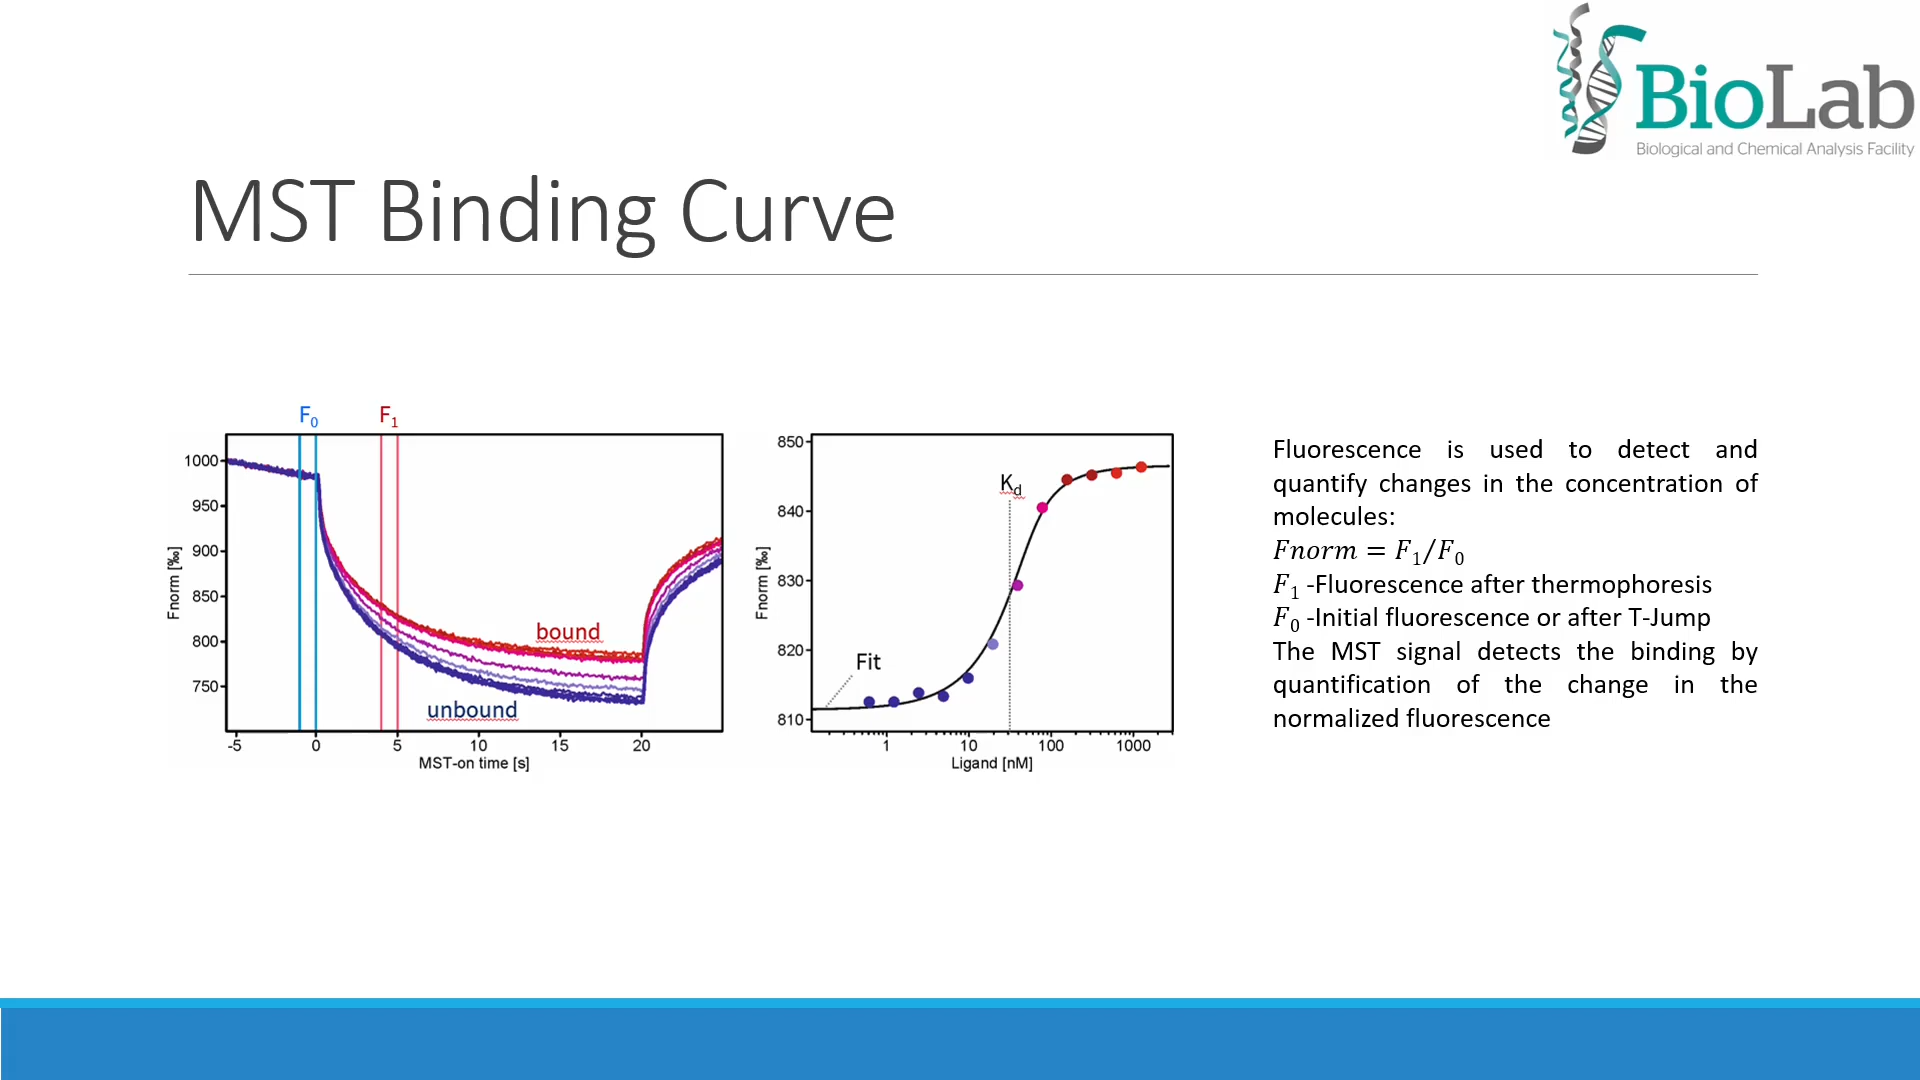 BioLab
Biological and Chemical Analysis Facility
MST Binding Curve
F₀ F₁
1000
950
900
850
800
750
Fnorm [‰]
bound
unbound
-5 0 5 10 15 20
MST-on time [s]
850
840
830
820
810
Fnorm [‰]
K_d
Fit
1 10 100 1000
Ligand [nM]
Fluorescence is used to detect and
quantify changes in the concentration of
molecules:
Fnorm = F₁/F₀
F₁ -Fluorescence after thermophoresis
F₀ -Initial fluorescence or after T-Jump
The MST signal detects the binding by
quantification of the change in the
normalized fluorescence